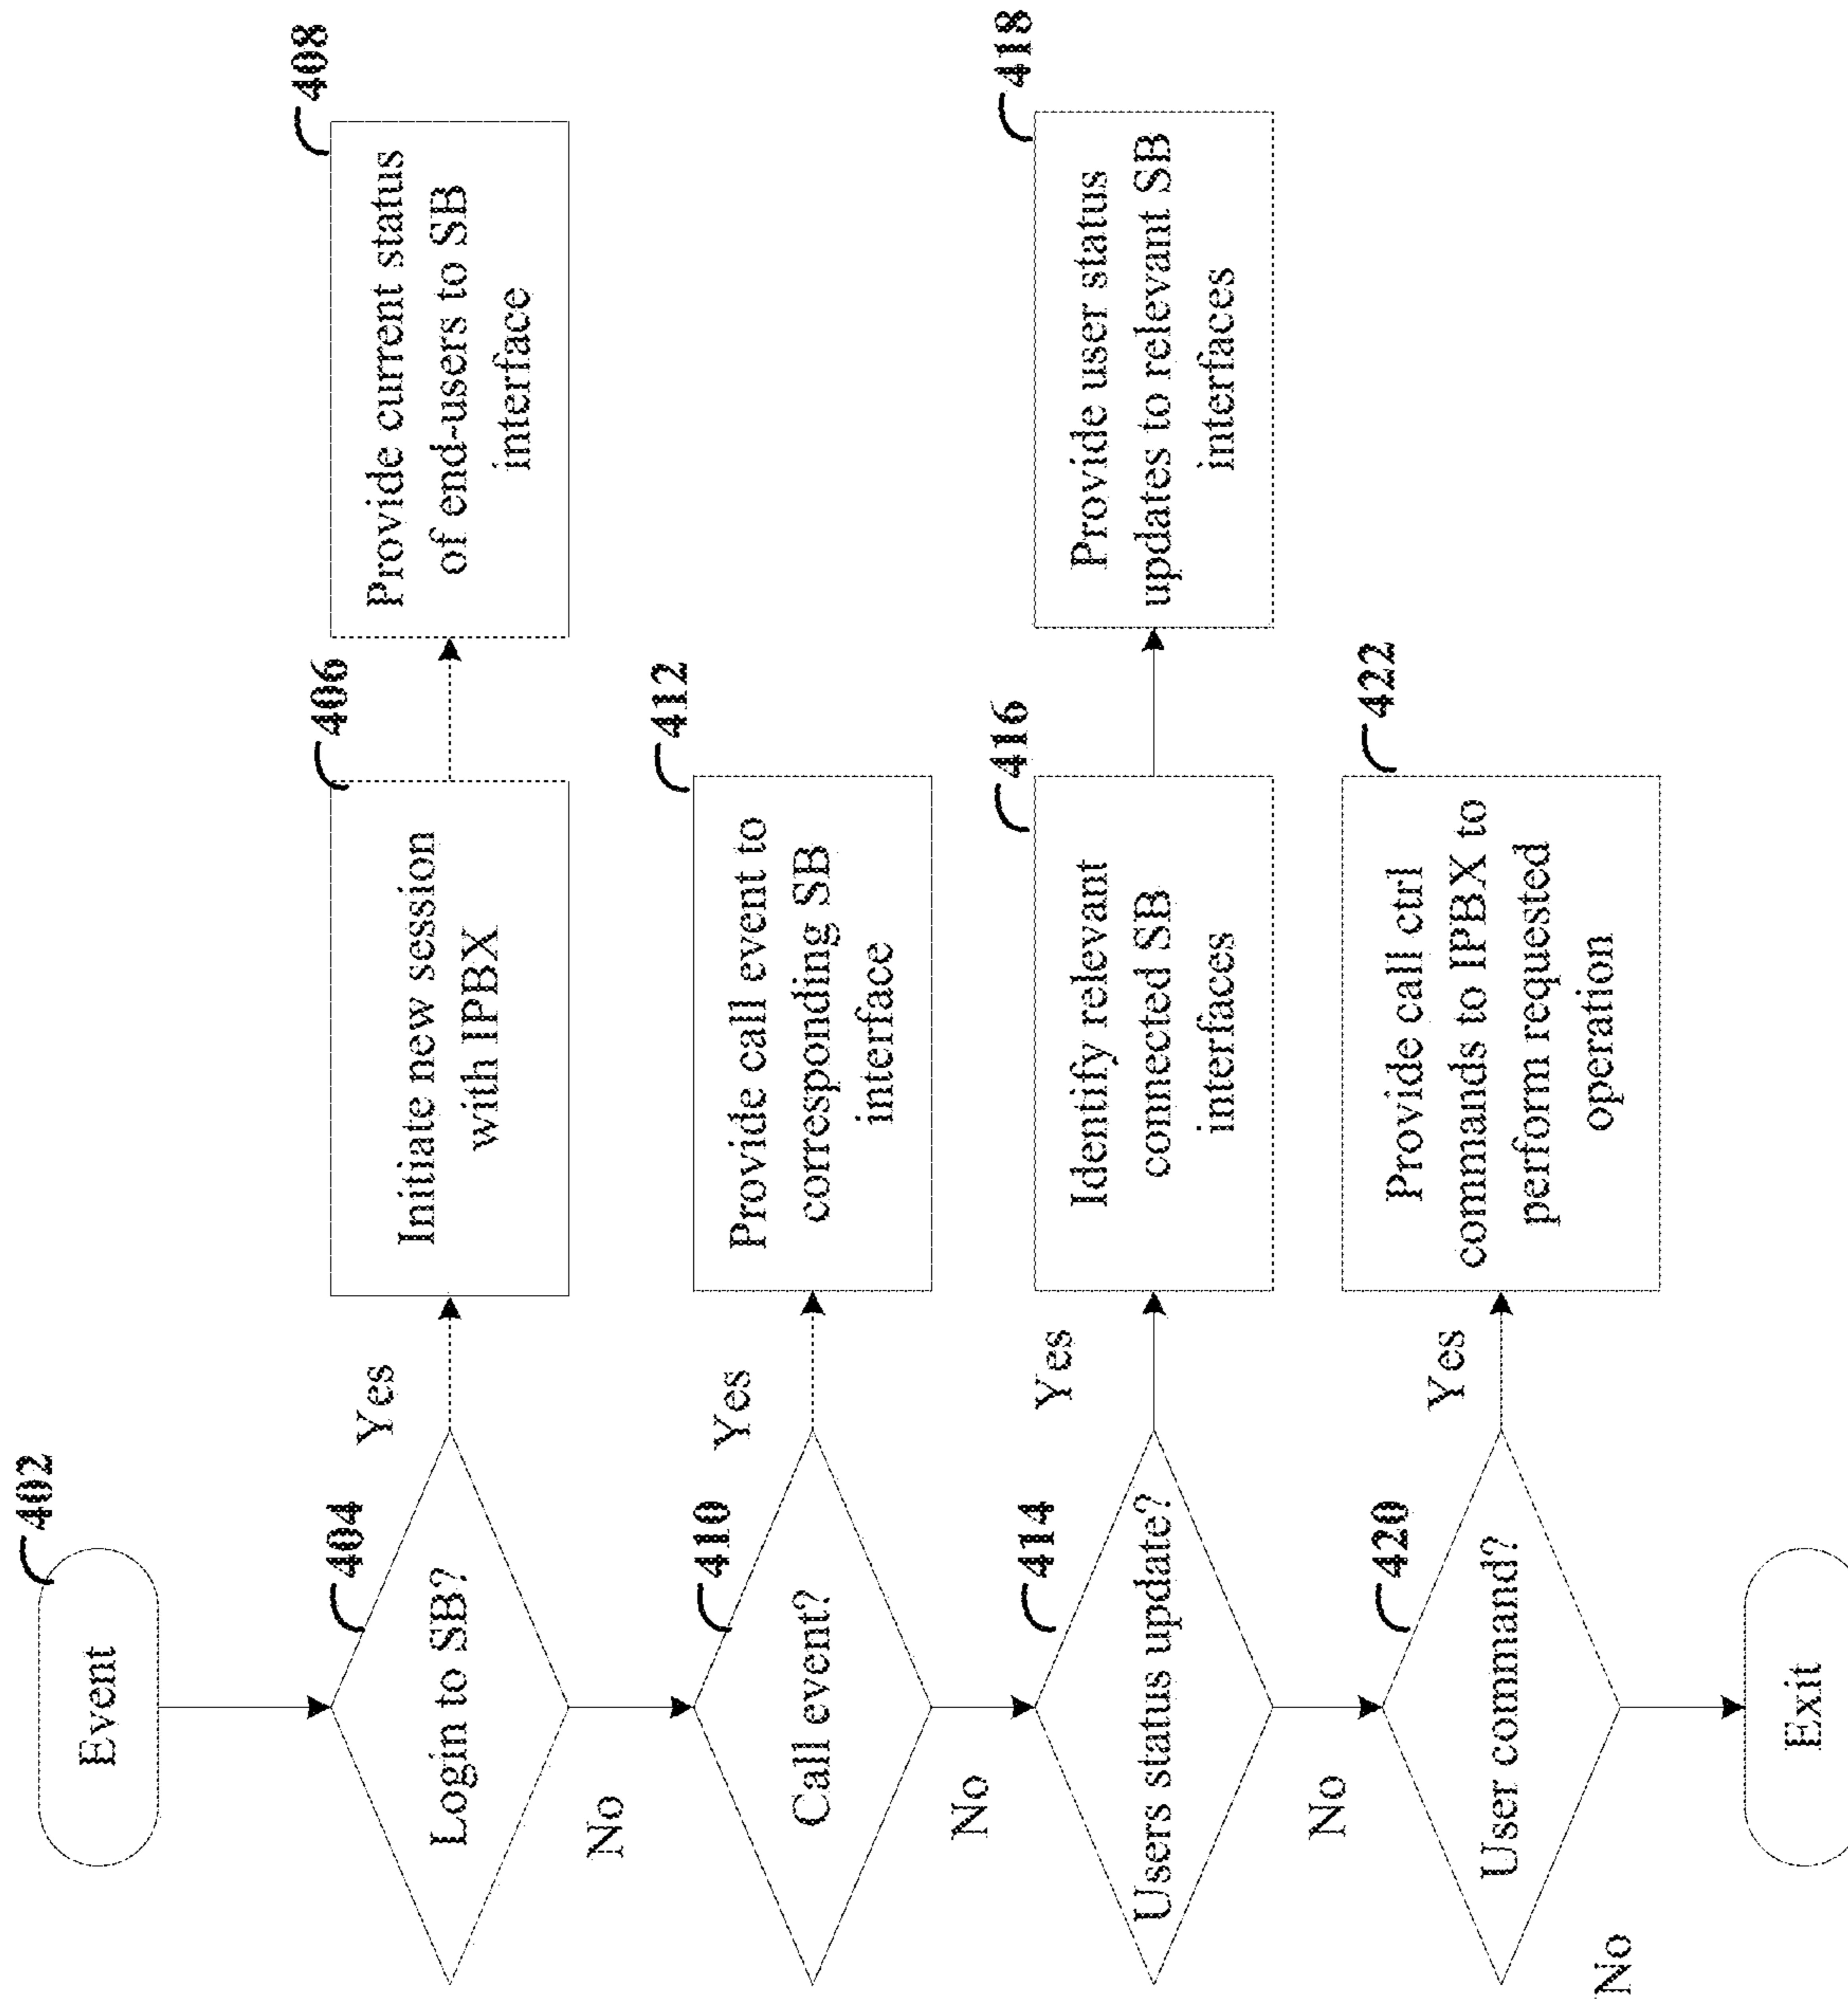 402
Event
404
Login to SB?
Yes
No
406
Initiate new session
with IPBX
408
Provide current status
of end-users to SB
interface
410
Call event?
Yes
No
412
Provide call event to
corresponding SB
interface
414
Users status update?
Yes
No
416
Identify relevant
connected SB
interfaces
418
Provide user status
updates to relevant SB
interfaces
420
User command?
Yes
No
422
Provide call ctrl
commands to IPBX to
perform requested
operation
Exit